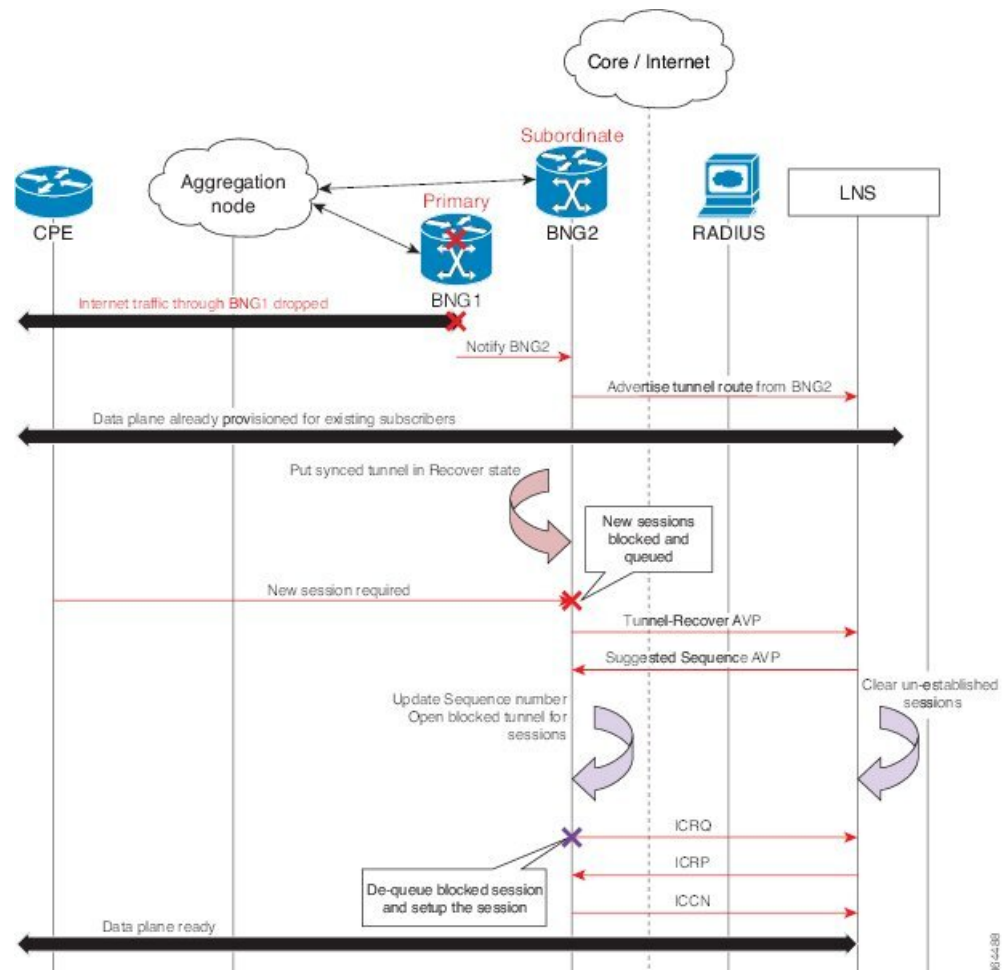 Core / Internet
Subordinate
Aggregation
node
Primary
LNS
CPE
BNG2
RADIUS
BNG1
Internet traffic through BNG1 dropped
Notify BNG2
Advertise tunnel route from BNG2
Data plane already provisioned for existing subscribers
Put synced tunnel in Recover state
New sessions
blocked and
queued
New session required
Tunnel-Recover AVP
Suggested Sequence AVP
Clear un-established
sessions
Update Sequence number
Open blocked tunnel for
sessions
ICRQ
ICRP
De-queue blocked session
and setup the session
ICCN
Data plane ready